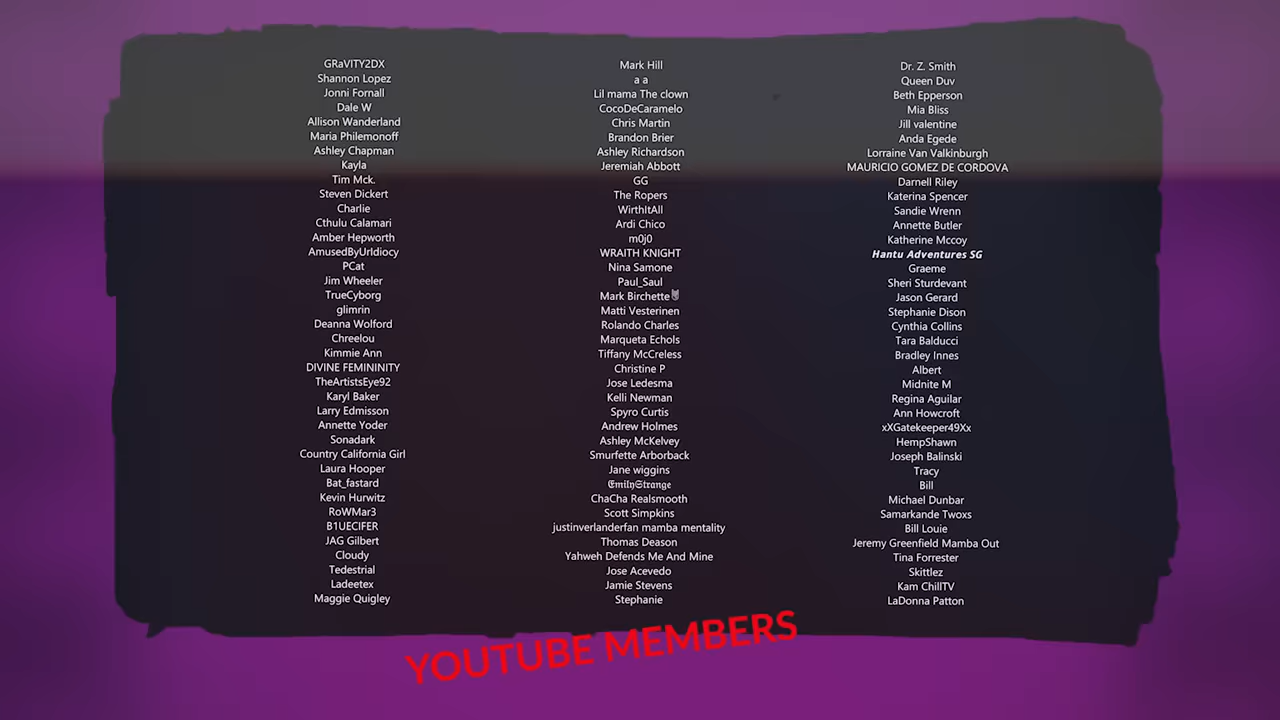 GRaVITY2DX
Shannon Lopez
Jonni Fornall
Dale W
Allison Wanderland
Maria Philemonoff
Ashley Chapman
Kayla
Tim Mck.
Steven Dickert
Charlie
Cthulu Calamari
Amber Hepworth
AmusedByUrIdiocy
PCat
Jim Wheeler
TrueCyborg
glimrin
Deanna Wolford
Chreelou
Kimmie Ann
DIVINE FEMININITY
TheArtistsEye92
Karyl Baker
Larry Edmisson
Annette Yoder
Sonadark
Country California Girl
Laura Hooper
Bat_fastard
Kevin Hurwitz
RoWMar3
B1UECIFER
JAG Gilbert
Cloudy
Tedestrial
Ladeetex
Maggie Quigley
Mark Hill
a a
Lil mama The clown
CocoDeCaramelo
Chris Martin
Brandon Brier
Ashley Richardson
Jeremiah Abbott
GG
The Ropers
WirthItAll
Ardi Chico
m0j0
WRAITH KNIGHT
Nina Samone
Paul_Saul
Mark Birchette
Matti Vesterinen
Rolando Charles
Marqueta Echols
Tiffany McCreless
Christine P
Jose Ledesma
Kelli Newman
Spyro Curtis
Andrew Holmes
Ashley McKelvey
Smurfette Arborback
Jane wiggins
𝕰𝖒𝖎𝖑𝖞𝕾𝖙𝖗𝖆𝖓𝖌𝖊
ChaCha Realsmooth
Scott Simpkins
justinverlanderfan mamba mentality
Thomas Deason
Yahweh Defends Me And Mine
Jose Acevedo
Jamie Stevens
Stephanie
Dr. Z. Smith
Queen Duv
Beth Epperson
Mia Bliss
Jill valentine
Anda Egede
Lorraine Van Valkinburgh
MAURICIO GOMEZ DE CORDOVA
Darnell Riley
Katerina Spencer
Sandie Wrenn
Annette Butler
Katherine Mccoy
Hantu Adventures SG
Graeme
Sheri Sturdevant
Jason Gerard
Stephanie Dison
Cynthia Collins
Tara Balducci
Bradley Innes
Albert
Midnite M
Regina Aguilar
Ann Howcroft
xXGatekeeper49Xx
HempShawn
Joseph Balinski
Tracy
Bill
Michael Dunbar
Samarkande Twoxs
Bill Louie
Jeremy Greenfield Mamba Out
Tina Forrester
Skittlez
Kam ChillTV
LaDonna Patton
YOUTUBE MEMBERS